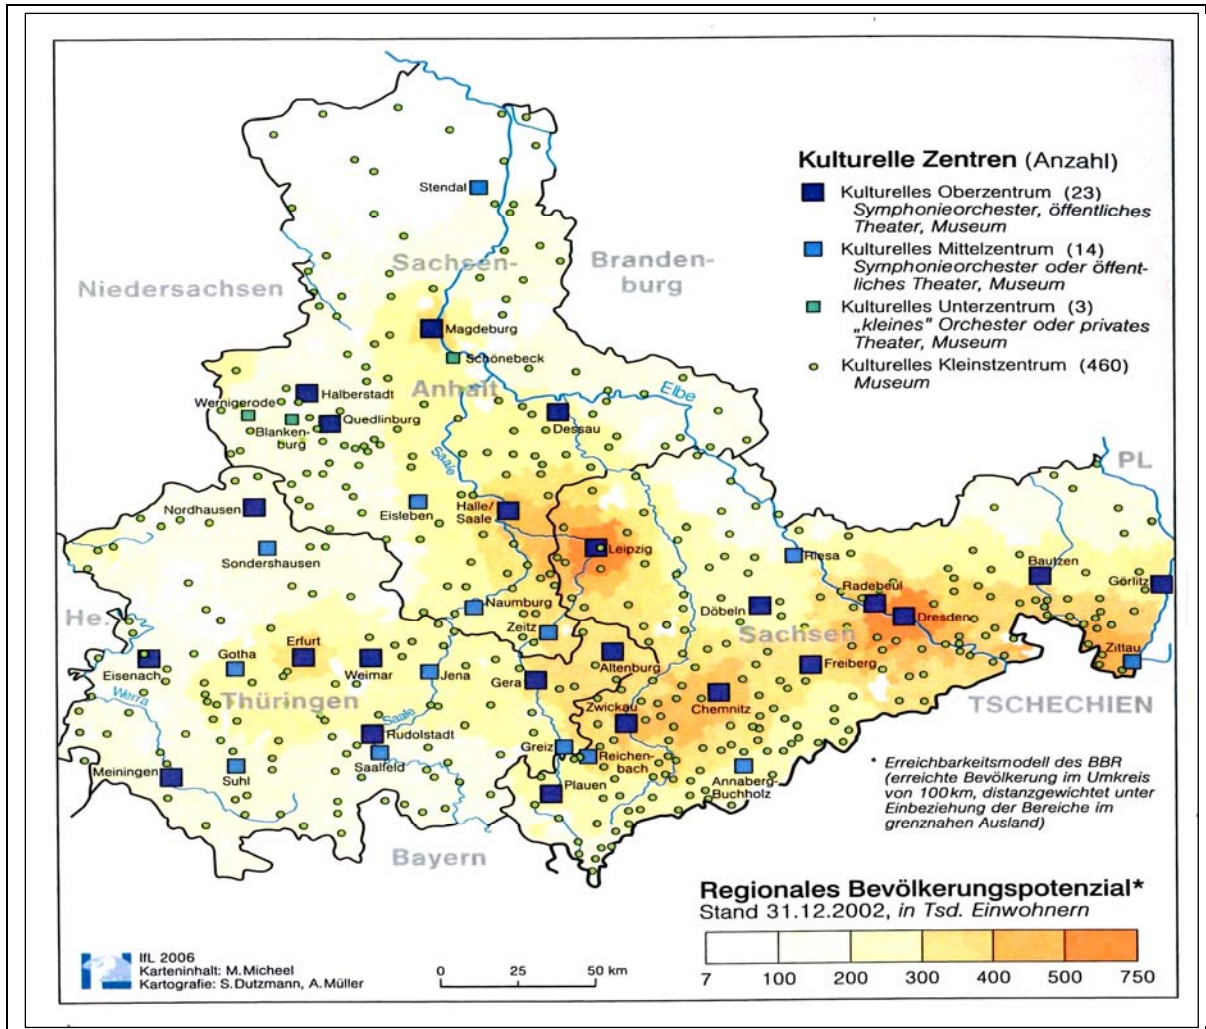 Kulturelle Zentren (Anzahl)
Kulturelles Oberzentrum (23)
Symphonieorchester, öffentliches
Theater, Museum
Kulturelles Mittelzentrum (14)
Symphonieorchester oder öffent-
liches Theater, Museum
Kulturelles Unterzentrum (3)
„kleines" Orchester oder privates
Theater, Museum
Kulturelles Kleinstzentrum (460)
Museum
Stendal
Sachsen-
Branden-
burg
Niedersachsen
Magdeburg
Schönebeck
Anhalt
Elbe
Halberstadt
Wernigerode
Quedlinburg
Blanken-
burg
Dessau
Saale
PL
Nordhausen
Eisleben
Halle/
Saale
Sondershausen
Leipzig
Riesa
Bautzen
Görlitz
Radebeul
Dresden
He.
Naumburg
Zeitz
Döbeln
Sachsen
Erfurt
Eisenach
Gotha
Weimar
Jena
Gera
Altenburg
Freiberg
Zittau
Werra
Thüringen
Saale
Zwickau
Chemnitz
TSCHECHIEN
Rudolstadt
Saalfeld
Greiz
Reichen-
bach
Meiningen
Suhl
Plauen
Annaberg-
Buchholz
Bayern
* Erreichbarkeitsmodell des BBR
(erreichte Bevölkerung im Umkreis
von 100 km, distanzgewichtet unter
Einbeziehung der Bereiche im
grenznahen Ausland)
Regionales Bevölkerungspotenzial*
Stand 31.12.2002, in Tsd. Einwohnern
7 100 200 300 400 500 750
IfL 2006
Karteninhalt: M. Micheel
Kartografie: S. Dutzmann, A. Müller
0 25 50 km